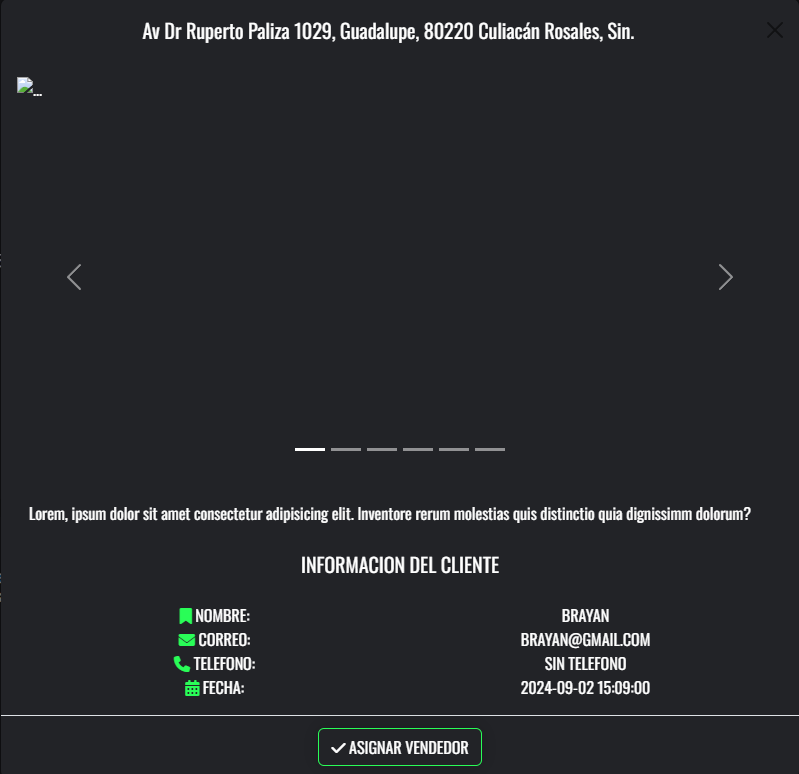 Av Dr Ruperto Paliza 1029, Guadalupe, 80220 Culiacán Rosales, Sin.
...
Lorem, ipsum dolor sit amet consectetur adipisicing elit. Inventore rerum molestias quis distinctio quia dignissimm dolorum?
INFORMACION DEL CLIENTE
NOMBRE: BRAYAN
CORREO: BRAYAN@GMAIL.COM
TELEFONO: SIN TELEFONO
FECHA: 2024-09-02 15:09:00
ASIGNAR VENDEDOR